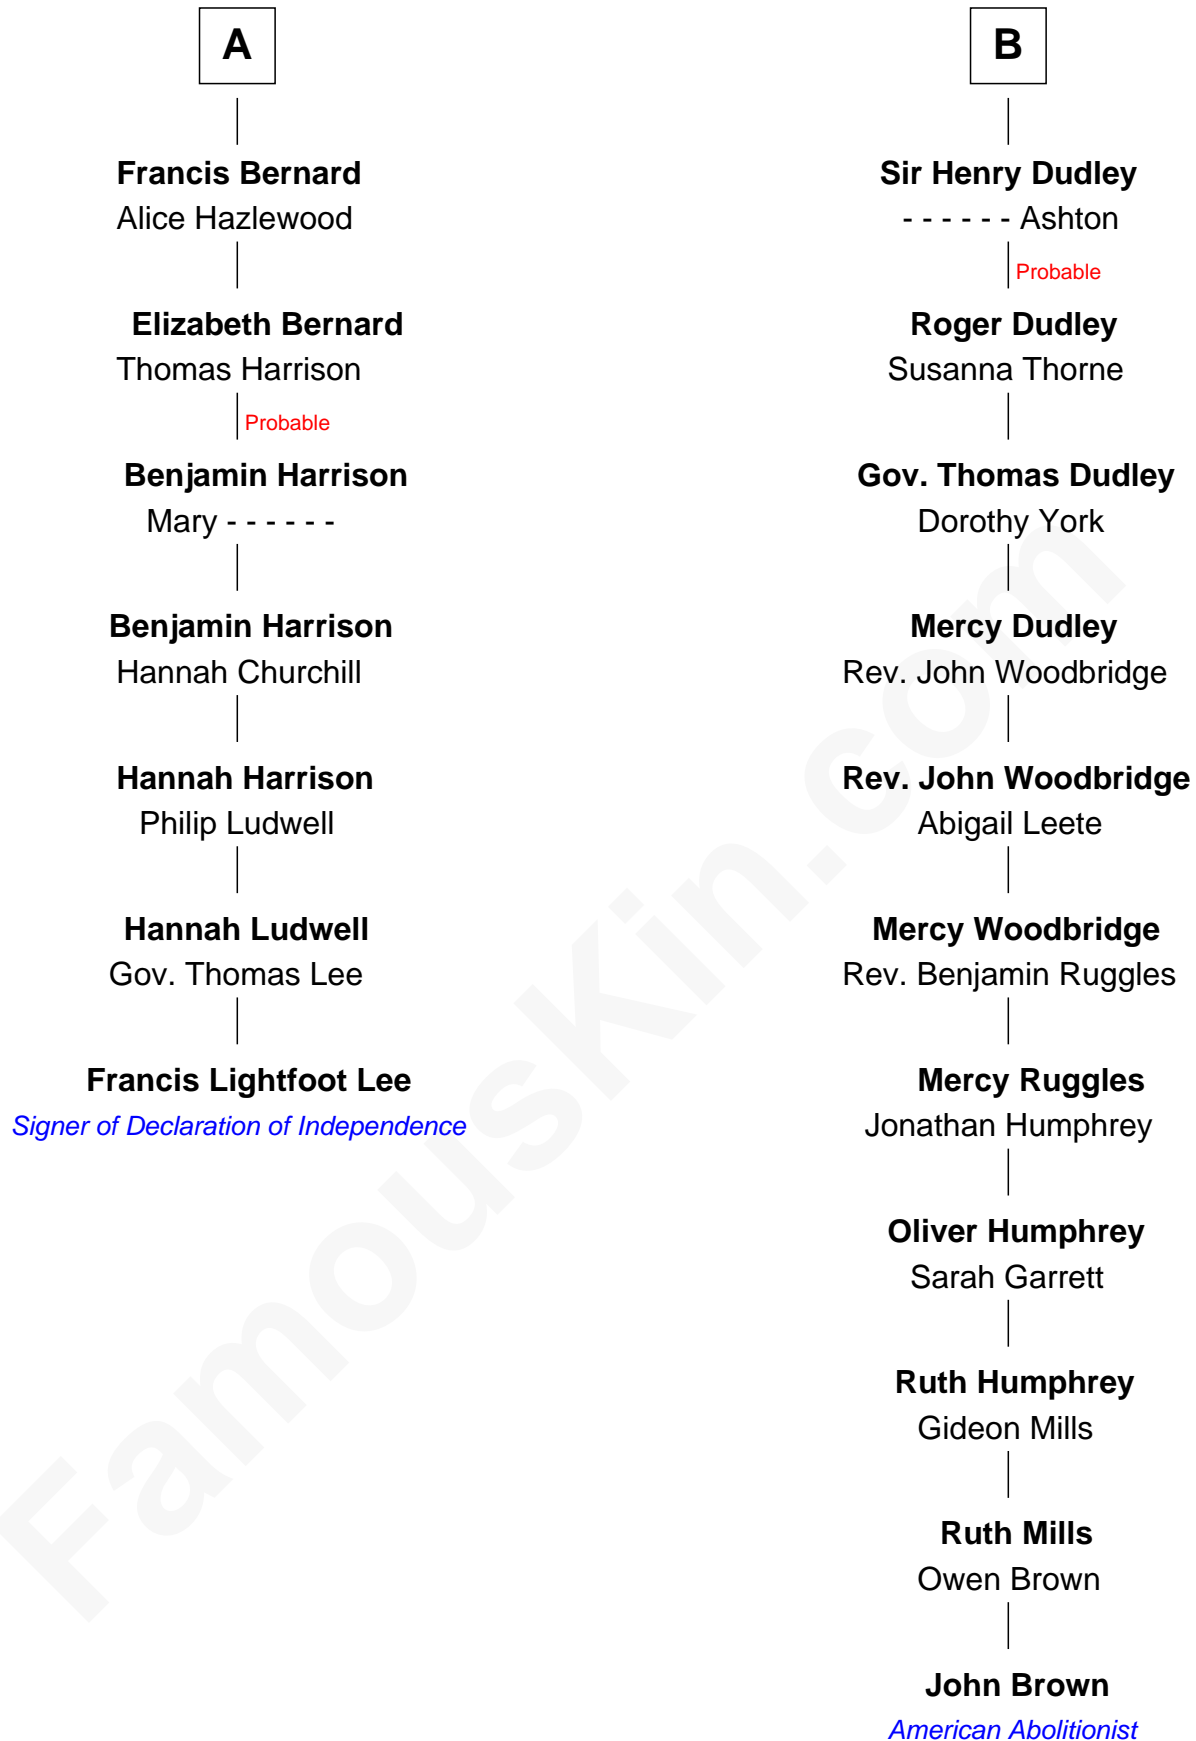 A
Francis Bernard
Alice Hazlewood
Elizabeth Bernard
Thomas Harrison
Probable
Benjamin Harrison
Mary - - - - - -
Benjamin Harrison
Hannah Churchill
Hannah Harrison
Philip Ludwell
Hannah Ludwell
Gov. Thomas Lee
Francis Lightfoot Lee
Signer of Declaration of Independence
B
Sir Henry Dudley
- - - - - - Ashton
Probable
Roger Dudley
Susanna Thorne
Gov. Thomas Dudley
Dorothy York
Mercy Dudley
Rev. John Woodbridge
Rev. John Woodbridge
Abigail Leete
Mercy Woodbridge
Rev. Benjamin Ruggles
Mercy Ruggles
Jonathan Humphrey
Oliver Humphrey
Sarah Garrett
Ruth Humphrey
Gideon Mills
Ruth Mills
Owen Brown
John Brown
American Abolitionist
FamousKin.com